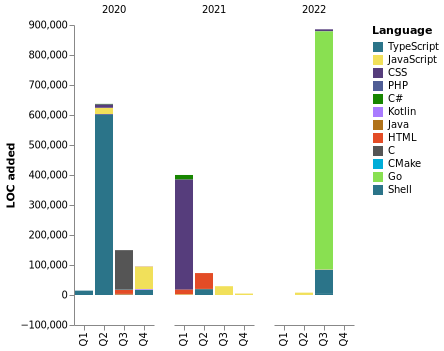 2020 2021 2022
Language
TypeScript
JavaScript
CSS
PHP
C#
Kotlin
Java
HTML
C
CMake
Go
Shell
LOC added
900,000
800,000
700,000
600,000
500,000
400,000
300,000
200,000
100,000
0
−100,000
Q1 Q2 Q3 Q4 Q1 Q2 Q3 Q4 Q1 Q2 Q3 Q4